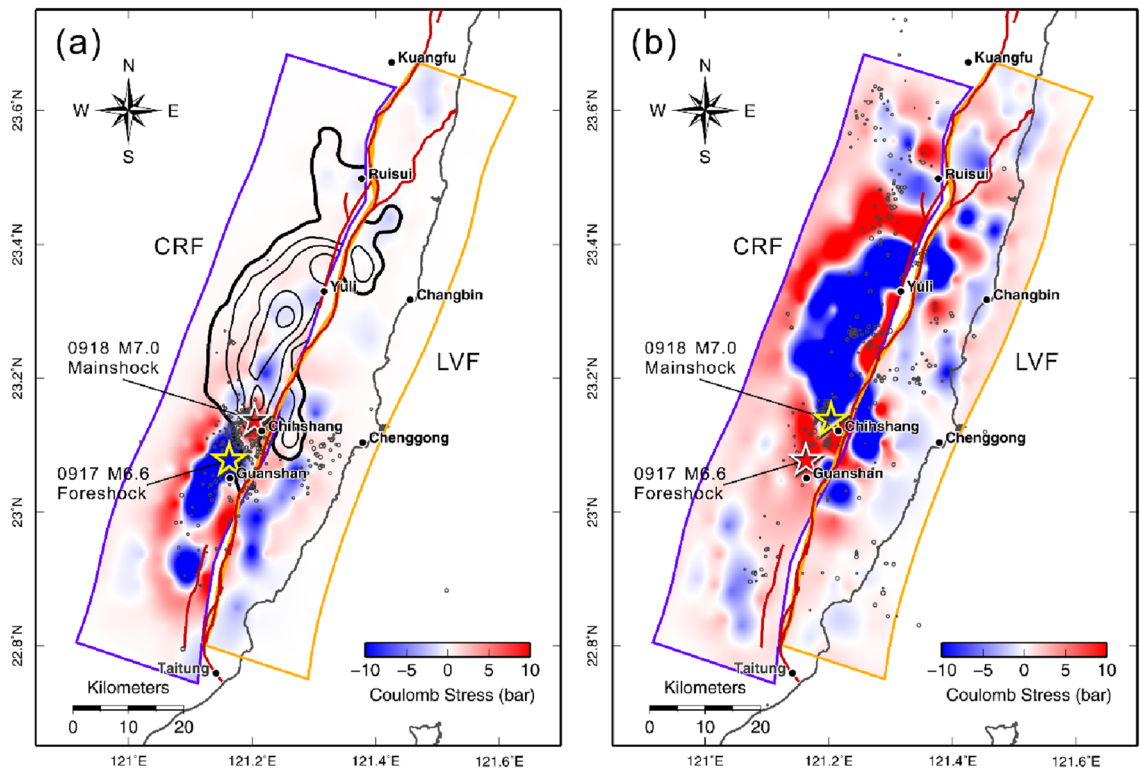 (a)
N
W E
S
Kuangfu
Ruisui
CRF
Yuli
Changbin
0918 M7.0
Mainshock
LVF
Chihshang
Chenggong
0917 M6.6
Foreshock
Guanshan
Taitung
Kilometers
0 10 20
−10 −5 0 5 10
Coulomb Stress (bar)
23.6°N
23.4°N
23.2°N
23°N
22.8°N
121°E 121.2°E 121.4°E 121.6°E
(b)
N
W E
S
Kuangfu
Ruisui
CRF
Yuli
Changbin
0918 M7.0
Mainshock
LVF
Chihshang
Chenggong
0917 M6.6
Foreshock
Guanshan
Taitung
Kilometers
0 10 20
−10 −5 0 5 10
Coulomb Stress (bar)
23.6°N
23.4°N
23.2°N
23°N
22.8°N
121°E 121.2°E 121.4°E 121.6°E